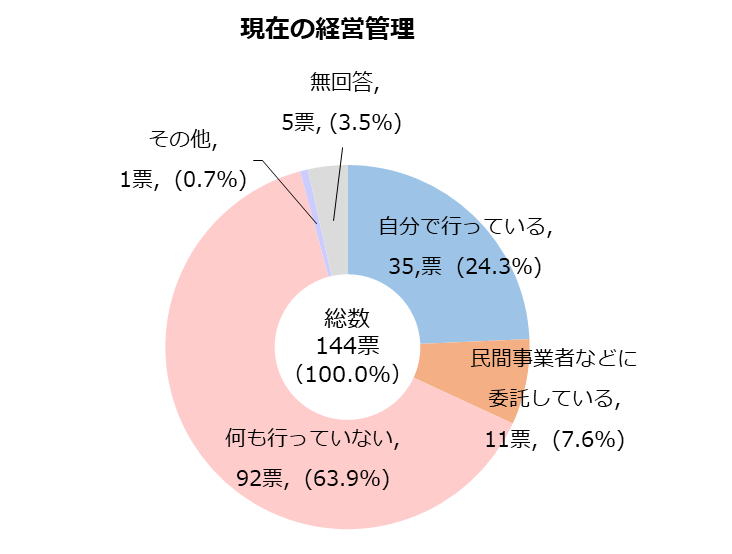 現在の経営管理
無回答,
5票, (3.5%)
その他,
1票, (0.7%)
自分で行っている,
35,票 (24.3%)
総数
144票
(100.0%)
民間事業者などに
委託している,
11票, (7.6%)
何も行っていない,
92票, (63.9%)